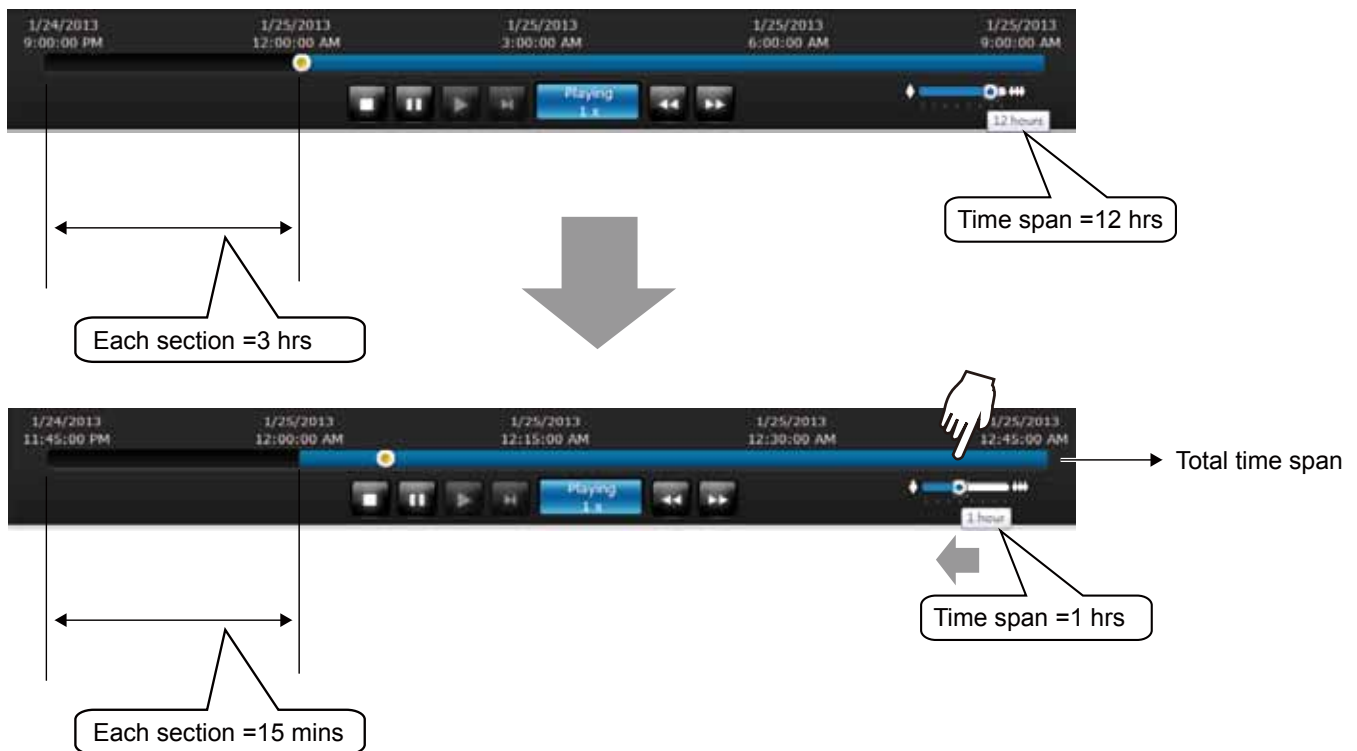 1/24/2013 1/25/2013 1/25/2013 1/25/2013 1/25/2013
9:00:00 PM 12:00:00 AM 3:00:00 AM 6:00:00 AM 9:00:00 AM
Playing
1 x
12 hours
Time span =12 hrs
Each section =3 hrs
1/24/2013 1/25/2013 1/25/2013 1/25/2013 1/25/2013
11:45:00 PM 12:00:00 AM 12:15:00 AM 12:30:00 AM 12:45:00 AM
Total time span
Playing
1 x
1 hour
Time span =1 hrs
Each section =15 mins